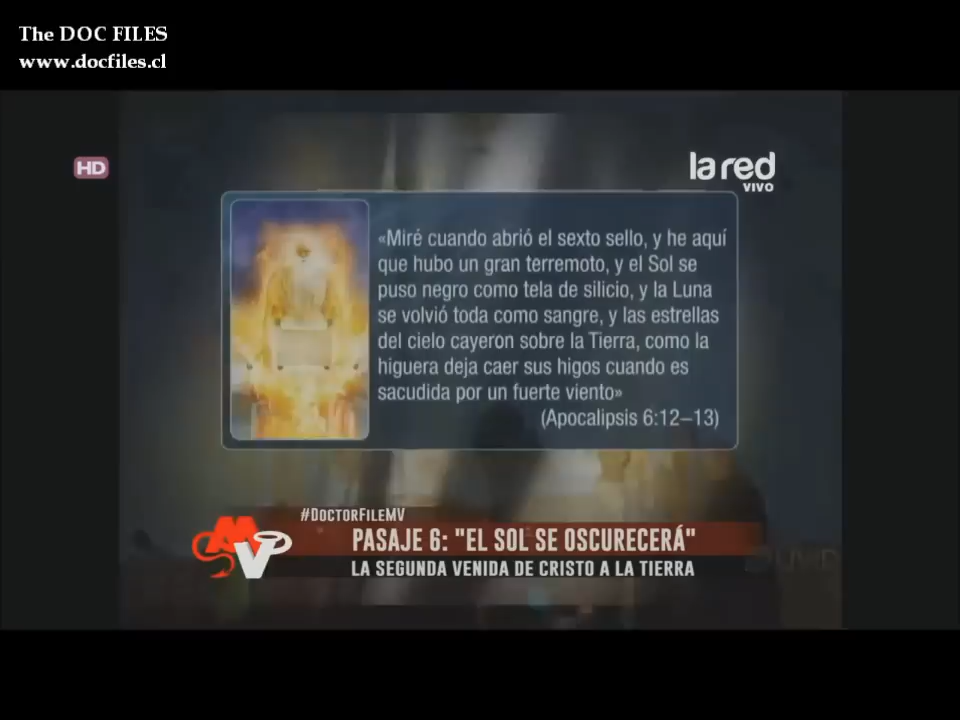 The DOC FILES
www.docfiles.cl
HD
la red
VIVO
«Miré cuando abrió el sexto sello, y he aquí
que hubo un gran terremoto, y el Sol se
puso negro como tela de silicio, y la Luna
se volvió toda como sangre, y las estrellas
del cielo cayeron sobre la Tierra, como la
higuera deja caer sus higos cuando es
sacudida por un fuerte viento»
(Apocalipsis 6:12–13)
#DOCTORFILEMV
MV
PASAJE 6: "EL SOL SE OSCURECERÁ"
LA SEGUNDA VENIDA DE CRISTO A LA TIERRA